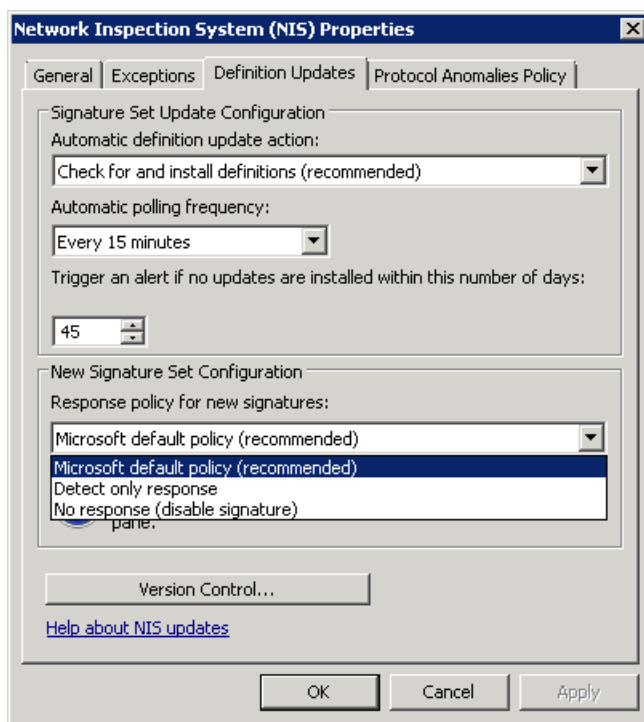 Network Inspection System (NIS) Properties
General
Exceptions
Definition Updates
Protocol Anomalies Policy
Signature Set Update Configuration
Automatic definition update action:
Check for and install definitions (recommended)
Automatic polling frequency:
Every 15 minutes
Trigger an alert if no updates are installed within this number of days:
45
New Signature Set Configuration
Response policy for new signatures:
Microsoft default policy (recommended)
Microsoft default policy (recommended)
Detect only response
No response (disable signature)
pane.
Version Control...
Help about NIS updates
OK
Cancel
Apply